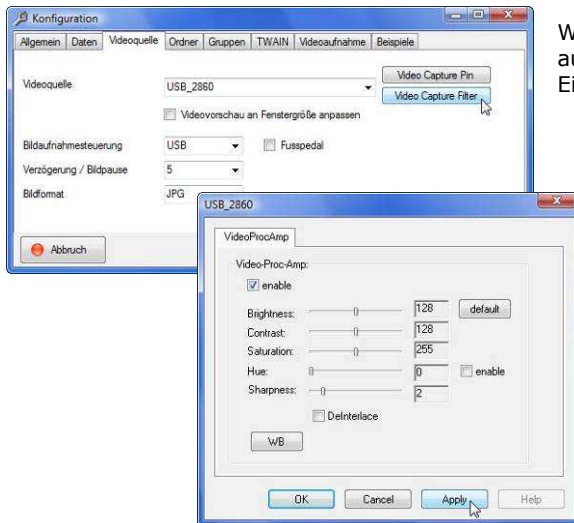 Konfiguration
Allgemein Daten Videoquelle Ordner Gruppen TWAIN Videoaufnahme Beispiele
Videoquelle USB_2860 Video Capture Pin
Video Capture Filter
Videovorschau an Fenstergröße anpassen
Bildaufnahmesteuerung USB Fusspedal
Verzögerung / Bildpause 5
Bildformat JPG
Abbruch
USB_2860
VideoProcAmp
Video-Proc-Amp:
enable
Brightness: 128 default
Contrast: 128
Saturation: 255
Hue: 0 enable
Sharpness: 2
DeInterlace
WB
OK Cancel Apply Help